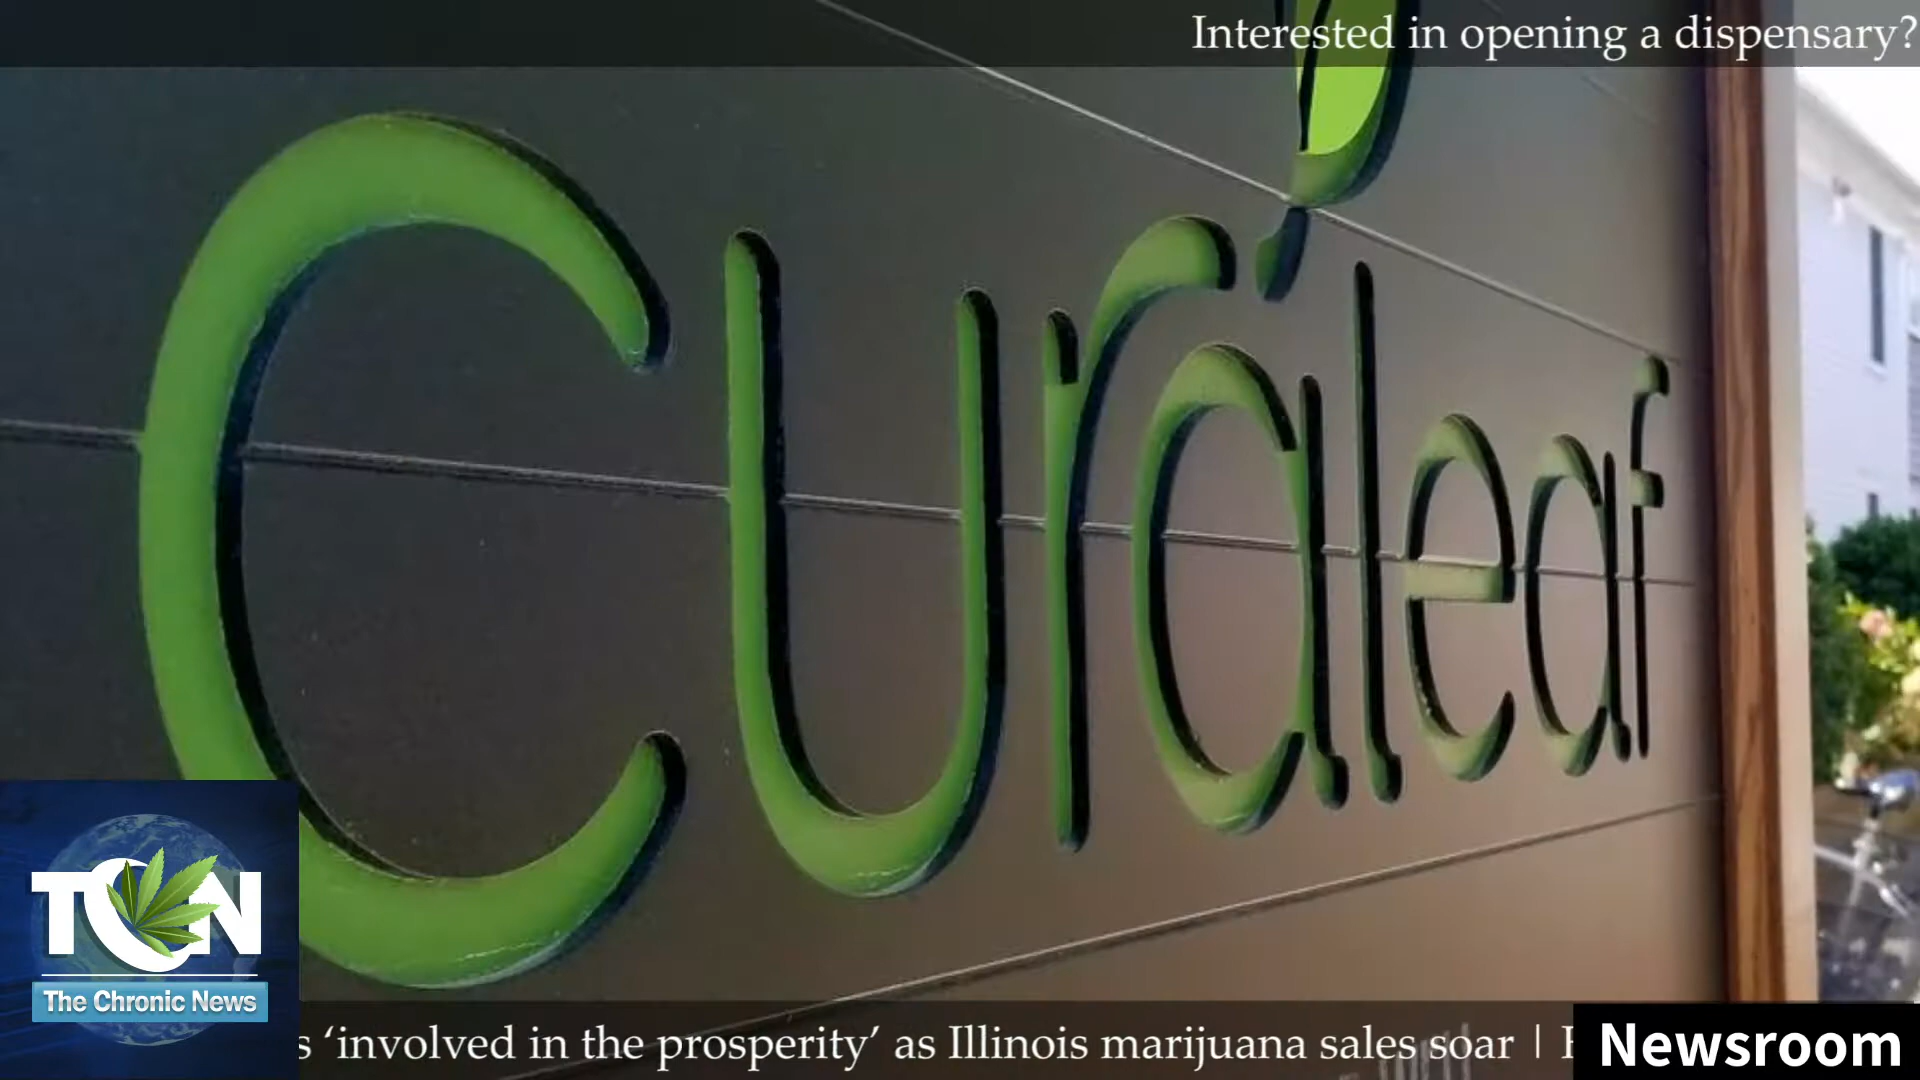 Interested in opening a dispensary?
Curaleaf
TCN
The Chronic News
s ‘involved in the prosperity’ as Illinois marijuana sales soar |
Newsroom